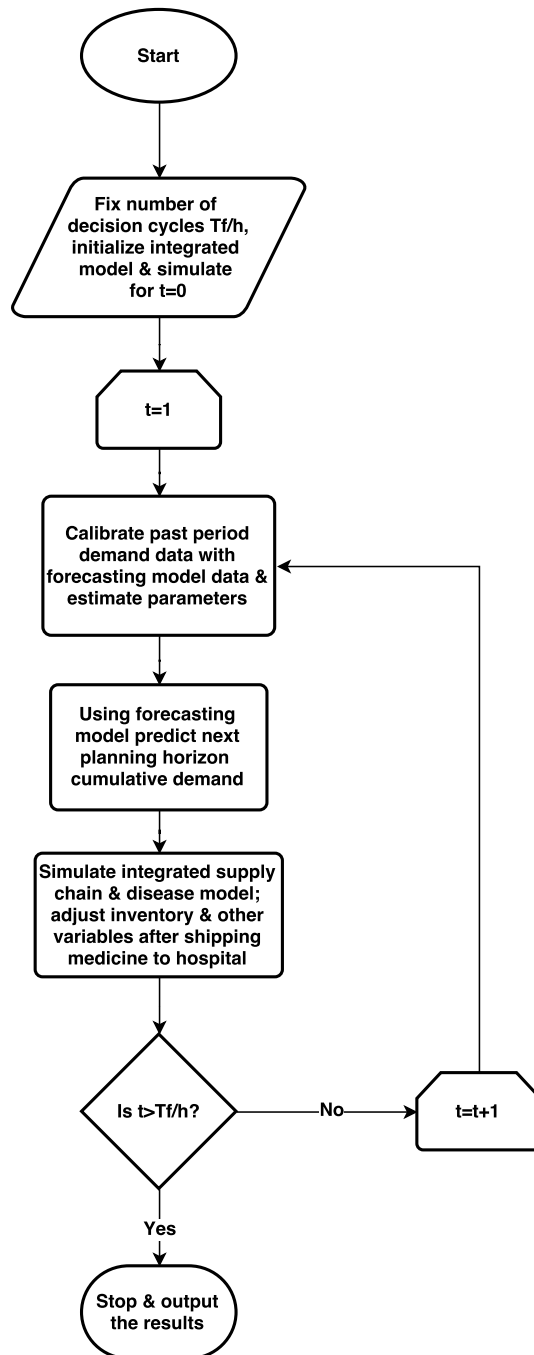 Start
Fix number of
decision cycles Tf/h,
initialize integrated
model & simulate
for t=0
t=1
Calibrate past period
demand data with
forecasting model data &
estimate parameters
Using forecasting
model predict next
planning horizon
cumulative demand
Simulate integrated supply
chain & disease model;
adjust inventory & other
variables after shipping
medicine to hospital
Is t>Tf/h?
No
t=t+1
Yes
Stop & output
the results